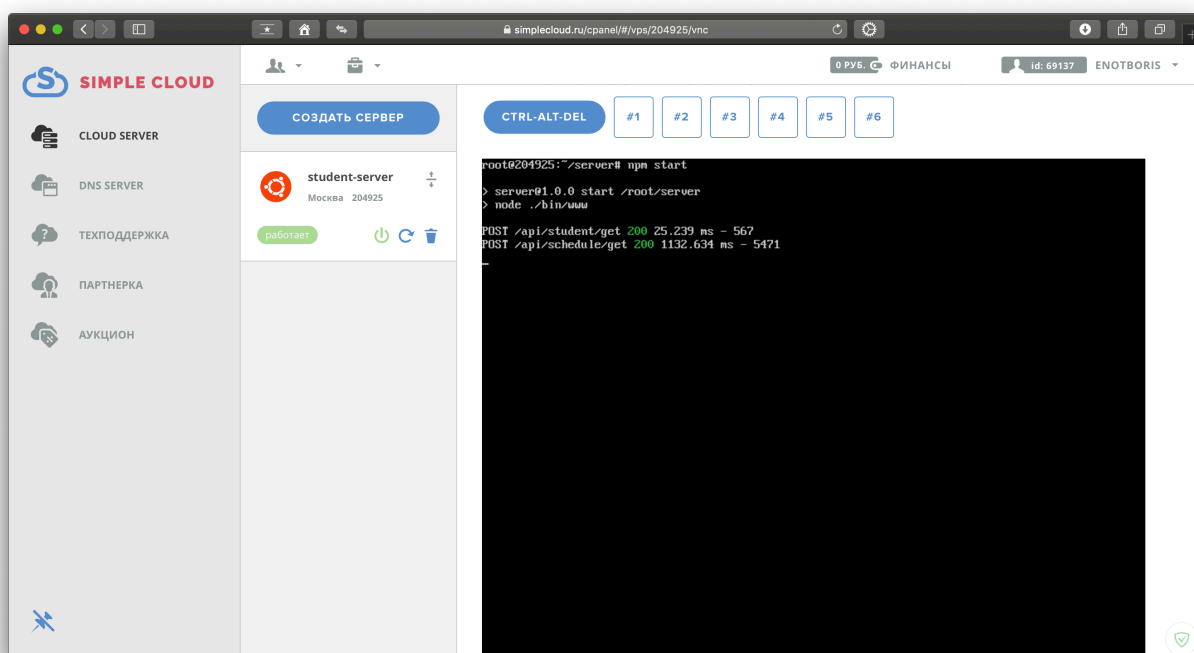 simplecloud.ru/cpanel/#/vps/204925/vnc
SIMPLE CLOUD
0 РУБ. ФИНАНСЫ
id: 69137 ENOTBORIS
CLOUD SERVER
DNS SERVER
ТЕХПОДДЕРЖКА
ПАРТНЕРКА
АУКЦИОН
СОЗДАТЬ СЕРВЕР
student-server
Москва 204925
работает
CTRL-ALT-DEL #1 #2 #3 #4 #5 #6
root@204925:~/server# npm start
> server@1.0.0 start /root/server
> node ./bin/www
POST /api/student/get 200 25.239 ms - 567
POST /api/schedule/get 200 1132.634 ms - 5471